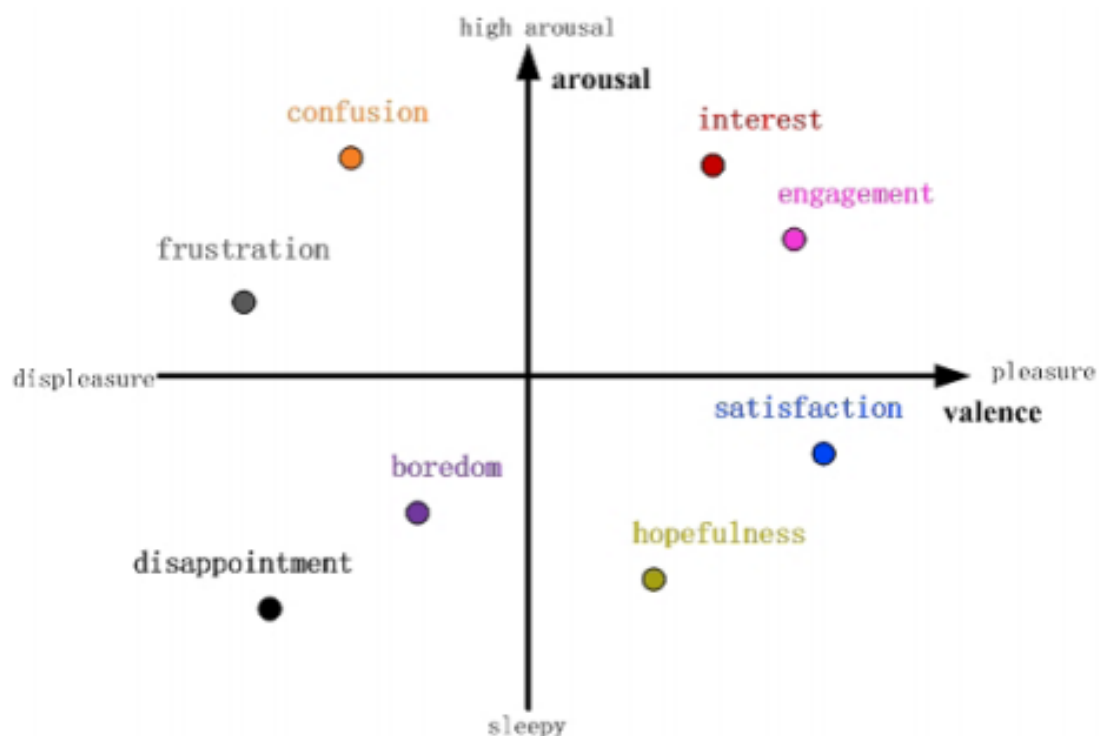 high arousal
arousal
confusion
interest
engagement
frustration
displeasure
pleasure
satisfaction
valence
boredom
hopefulness
disappointment
sleepy